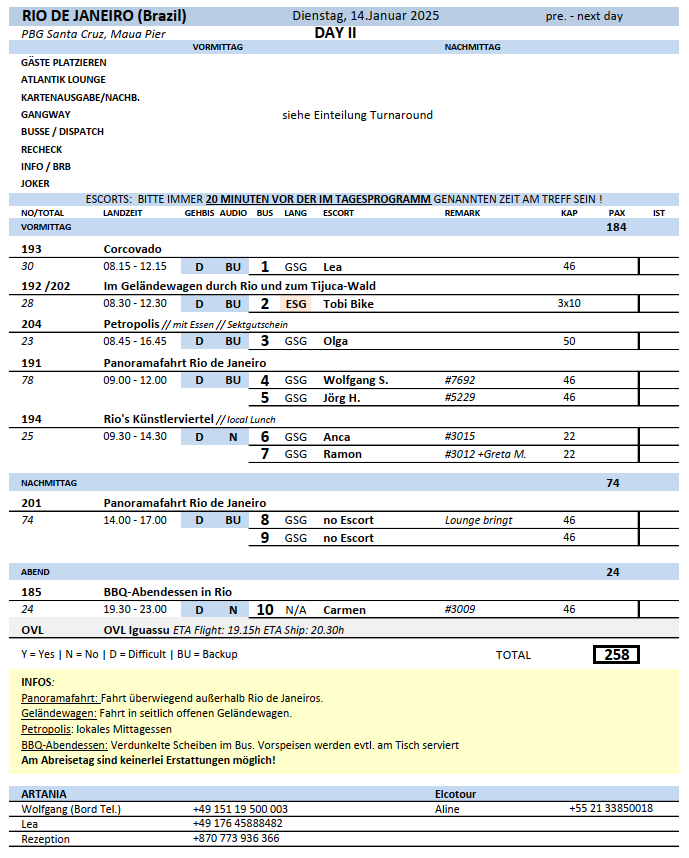 RIO DE JANEIRO (Brazil) Dienstag, 14.Januar 2025 pre. - next day
PBG Santa Cruz, Maua Pier DAY II
VORMITTAG NACHMITTAG
GÄSTE PLATZIEREN
ATLANTIK LOUNGE
KARTENAUSGABE/NACHB.
GANGWAY siehe Einteilung Turnaround
BUSSE / DISPATCH
RECHECK
INFO / BRB
JOKER
ESCORTS: BITTE IMMER 20 MINUTEN VOR DER IM TAGESPROGRAMM GENANNTEN ZEIT AM TREFF SEIN !
NO/TOTAL LANDZEIT GEHBIS AUDIO BUS LANG ESCORT REMARK KAP PAX IST
VORMITTAG 184
193 Corcovado
30 08.15 - 12.15 D BU 1 GSG Lea 46
192 /202 Im Geländewagen durch Rio und zum Tijuca-Wald
28 08.30 - 12.30 D BU 2 ESG Tobi Bike 3x10
204 Petropolis // mit Essen // Sektgutschein
23 08.45 - 16.45 D BU 3 GSG Olga 50
191 Panoramafahrt Rio de Janeiro
78 09.00 - 12.00 D BU 4 GSG Wolfgang S. #7692 46
5 GSG Jörg H. #5229 46
194 Rio's Künstlerviertel // local Lunch
25 09.30 - 14.30 D N 6 GSG Anca #3015 22
7 GSG Ramon #3012 +Greta M. 22
NACHMITTAG 74
201 Panoramafahrt Rio de Janeiro
74 14.00 - 17.00 D BU 8 GSG no Escort Lounge bringt 46
9 GSG no Escort 46
ABEND 24
185 BBQ-Abendessen in Rio
24 19.30 - 23.00 D N 10 N/A Carmen #3009 46
OVL OVL Iguassu ETA Flight: 19.15h ETA Ship: 20.30h
Y = Yes | N = No | D = Difficult | BU = Backup TOTAL 258
INFOS:
Panoramafahrt: Fahrt überwiegend außerhalb Rio de Janeiros.
Geländewagen: Fahrt in seitlich offenen Geländewagen.
Petropolis: lokales Mittagessen
BBQ-Abendessen: Verdunkelte Scheiben im Bus. Vorspeisen werden evtl. am Tisch serviert
Am Abreisetag sind keinerlei Erstattungen möglich!
ARTANIA Elcotour
Wolfgang (Bord Tel.) +49 151 19 500 003 Aline +55 21 33850018
Lea +49 176 45888482
Rezeption +870 773 936 366